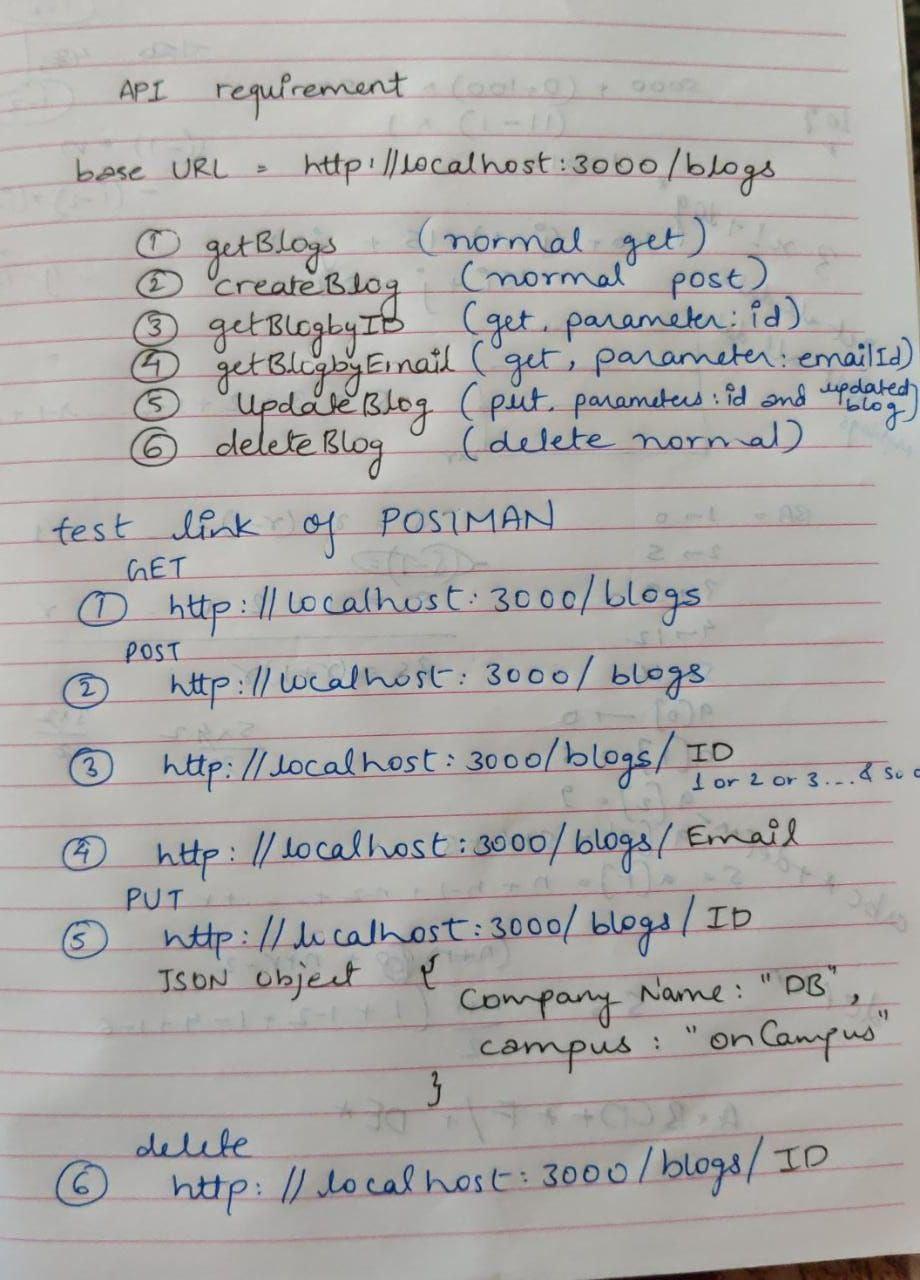 API requirement
base URL = http://localhost:3000/blogs
① getBlogs (normal get)
② createBlog (normal post)
③ getBlogbyID (get, parameter: id)
④ getBlogbyEmail (get, parameter: emailId)
⑤ UpdateBlog (put, parameters: id and updated blog)
⑥ deleteBlog (delete normal)
test link of POSTMAN
GET
① http://localhost:3000/blogs
POST
② http://localhost:3000/blogs
③ http://localhost:3000/blogs/ID
1 or 2 or 3...& so
④ http://localhost:3000/blogs/Email
PUT
⑤ http://localhost:3000/blogs/ID
JSON Object {
Company Name: "DB",
campus: "onCampus"
}
delete
⑥ http://localhost:3000/blogs/ID